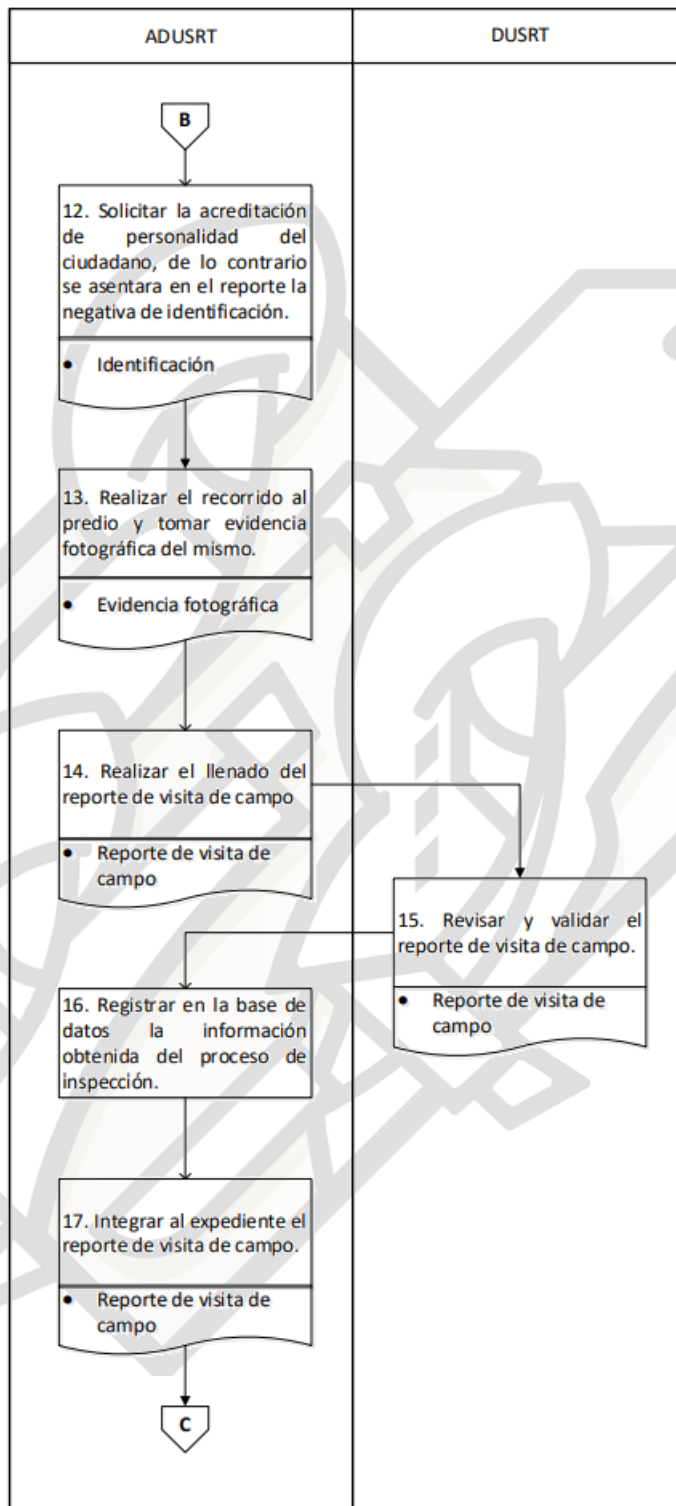 ADUSRT
DUSRT
B
12. Solicitar la acreditación
de personalidad del
ciudadano, de lo contrario
se asentara en el reporte la
negativa de identificación.
• Identificación
13. Realizar el recorrido al
predio y tomar evidencia
fotográfica del mismo.
• Evidencia fotográfica
14. Realizar el llenado del
reporte de visita de campo
• Reporte de visita de
campo
15. Revisar y validar el
reporte de visita de campo.
• Reporte de visita de
campo
16. Registrar en la base de
datos la información
obtenida del proceso de
inspección.
17. Integrar al expediente el
reporte de visita de campo.
• Reporte de visita de
campo
C